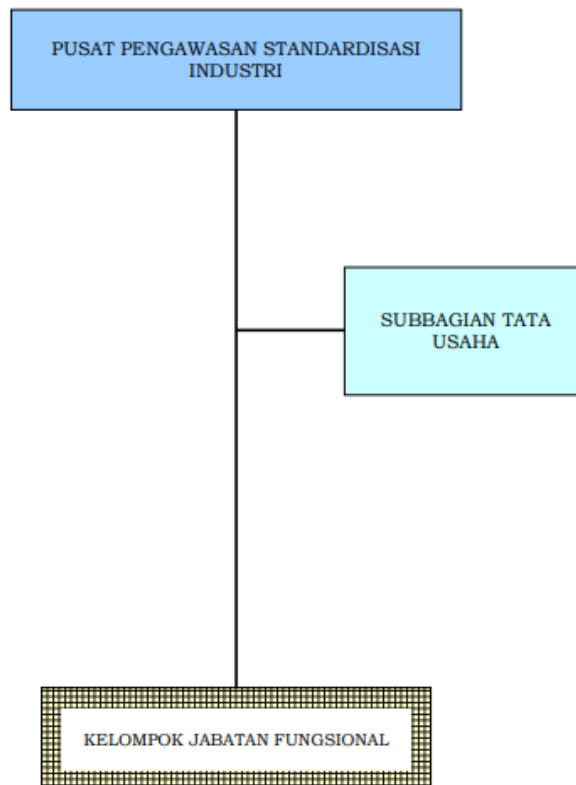 PUSAT PENGAWASAN STANDARDISASI
INDUSTRI
SUBBAGIAN TATA
USAHA
KELOMPOK JABATAN FUNGSIONAL